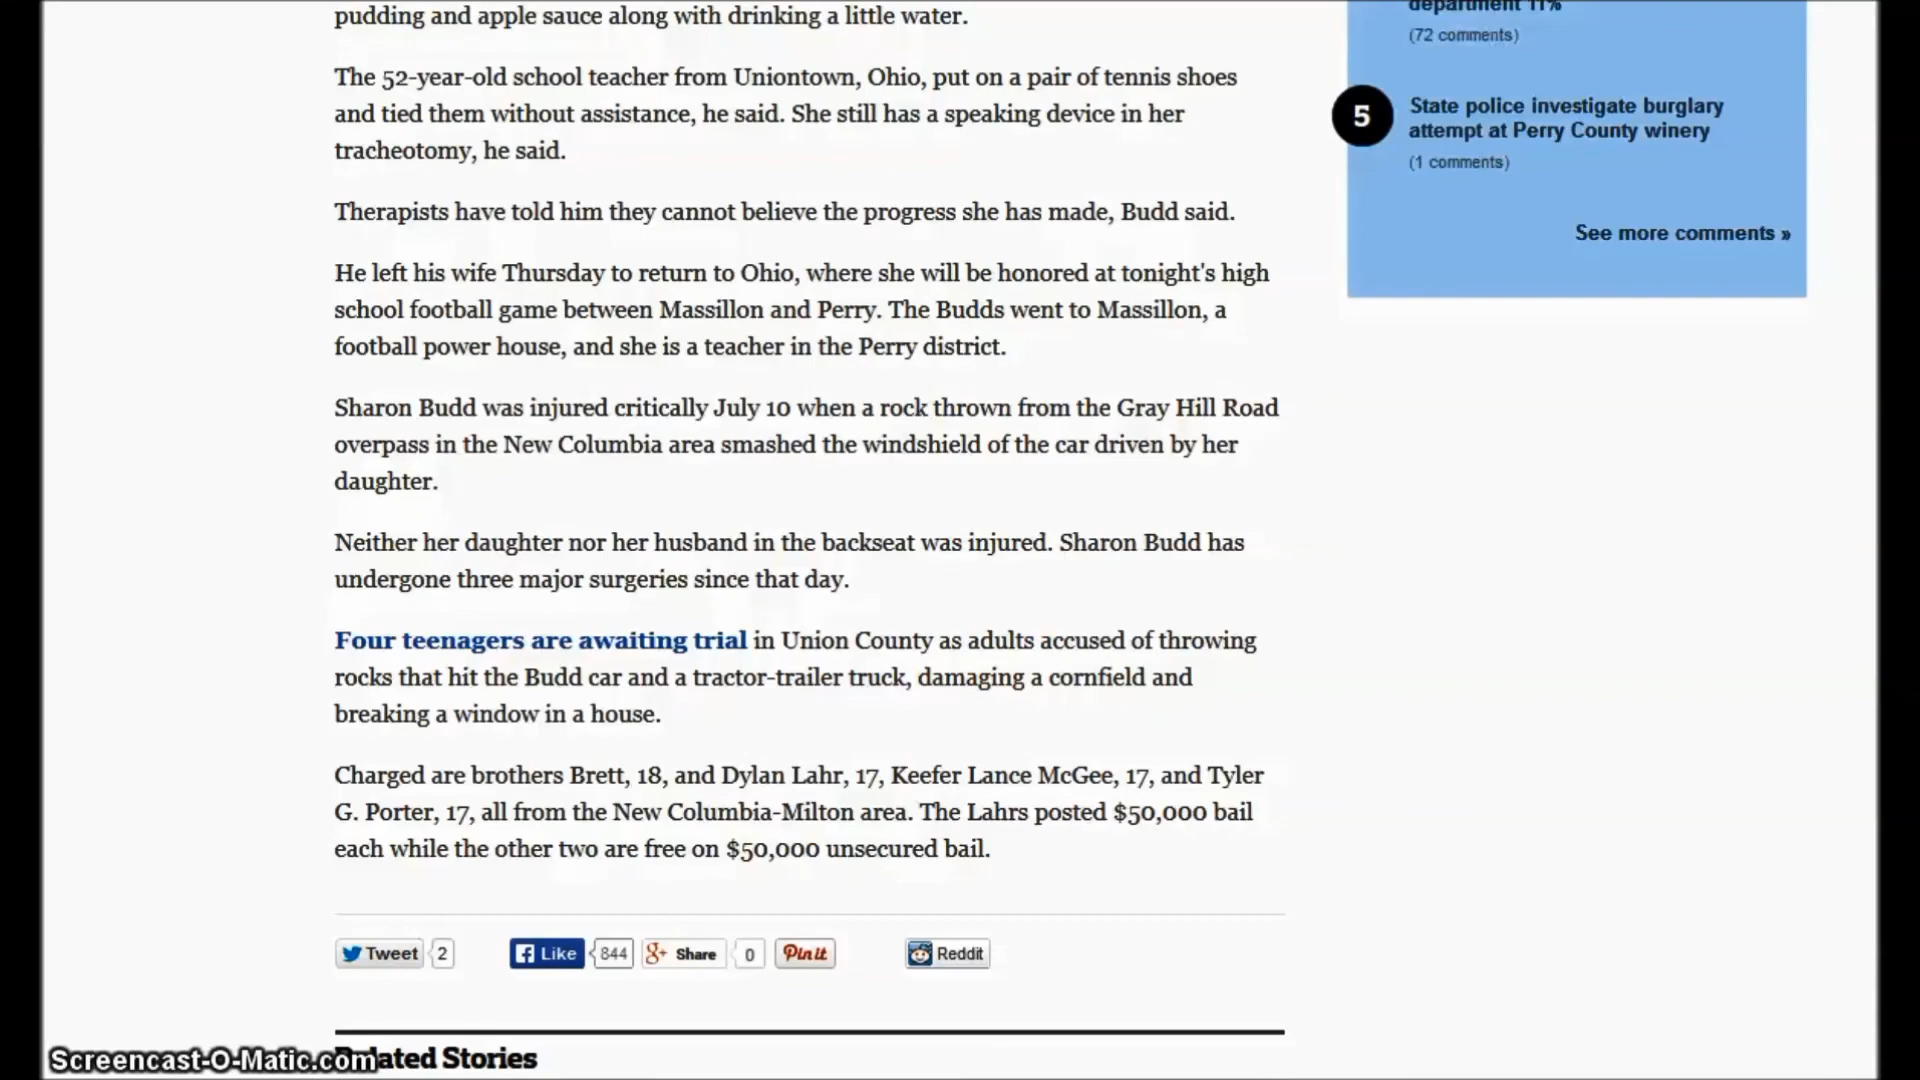 pudding and apple sauce along with drinking a little water.
The 52-year-old school teacher from Uniontown, Ohio, put on a pair of tennis shoes
and tied them without assistance, he said. She still has a speaking device in her
tracheotomy, he said.
Therapists have told him they cannot believe the progress she has made, Budd said.
He left his wife Thursday to return to Ohio, where she will be honored at tonight's high
school football game between Massillon and Perry. The Budds went to Massillon, a
football power house, and she is a teacher in the Perry district.
Sharon Budd was injured critically July 10 when a rock thrown from the Gray Hill Road
overpass in the New Columbia area smashed the windshield of the car driven by her
daughter.
Neither her daughter nor her husband in the backseat was injured. Sharon Budd has
undergone three major surgeries since that day.
Four teenagers are awaiting trial in Union County as adults accused of throwing
rocks that hit the Budd car and a tractor-trailer truck, damaging a cornfield and
breaking a window in a house.
Charged are brothers Brett, 18, and Dylan Lahr, 17, Keefer Lance McGee, 17, and Tyler
G. Porter, 17, all from the New Columbia-Milton area. The Lahrs posted $50,000 bail
each while the other two are free on $50,000 unsecured bail.
Tweet 2 Like 844 g+ Share 0 Pin it Reddit
Stories
Screencast-O-Matic.com
department 11%
(72 comments)
5
State police investigate burglary
attempt at Perry County winery
(1 comments)
See more comments »